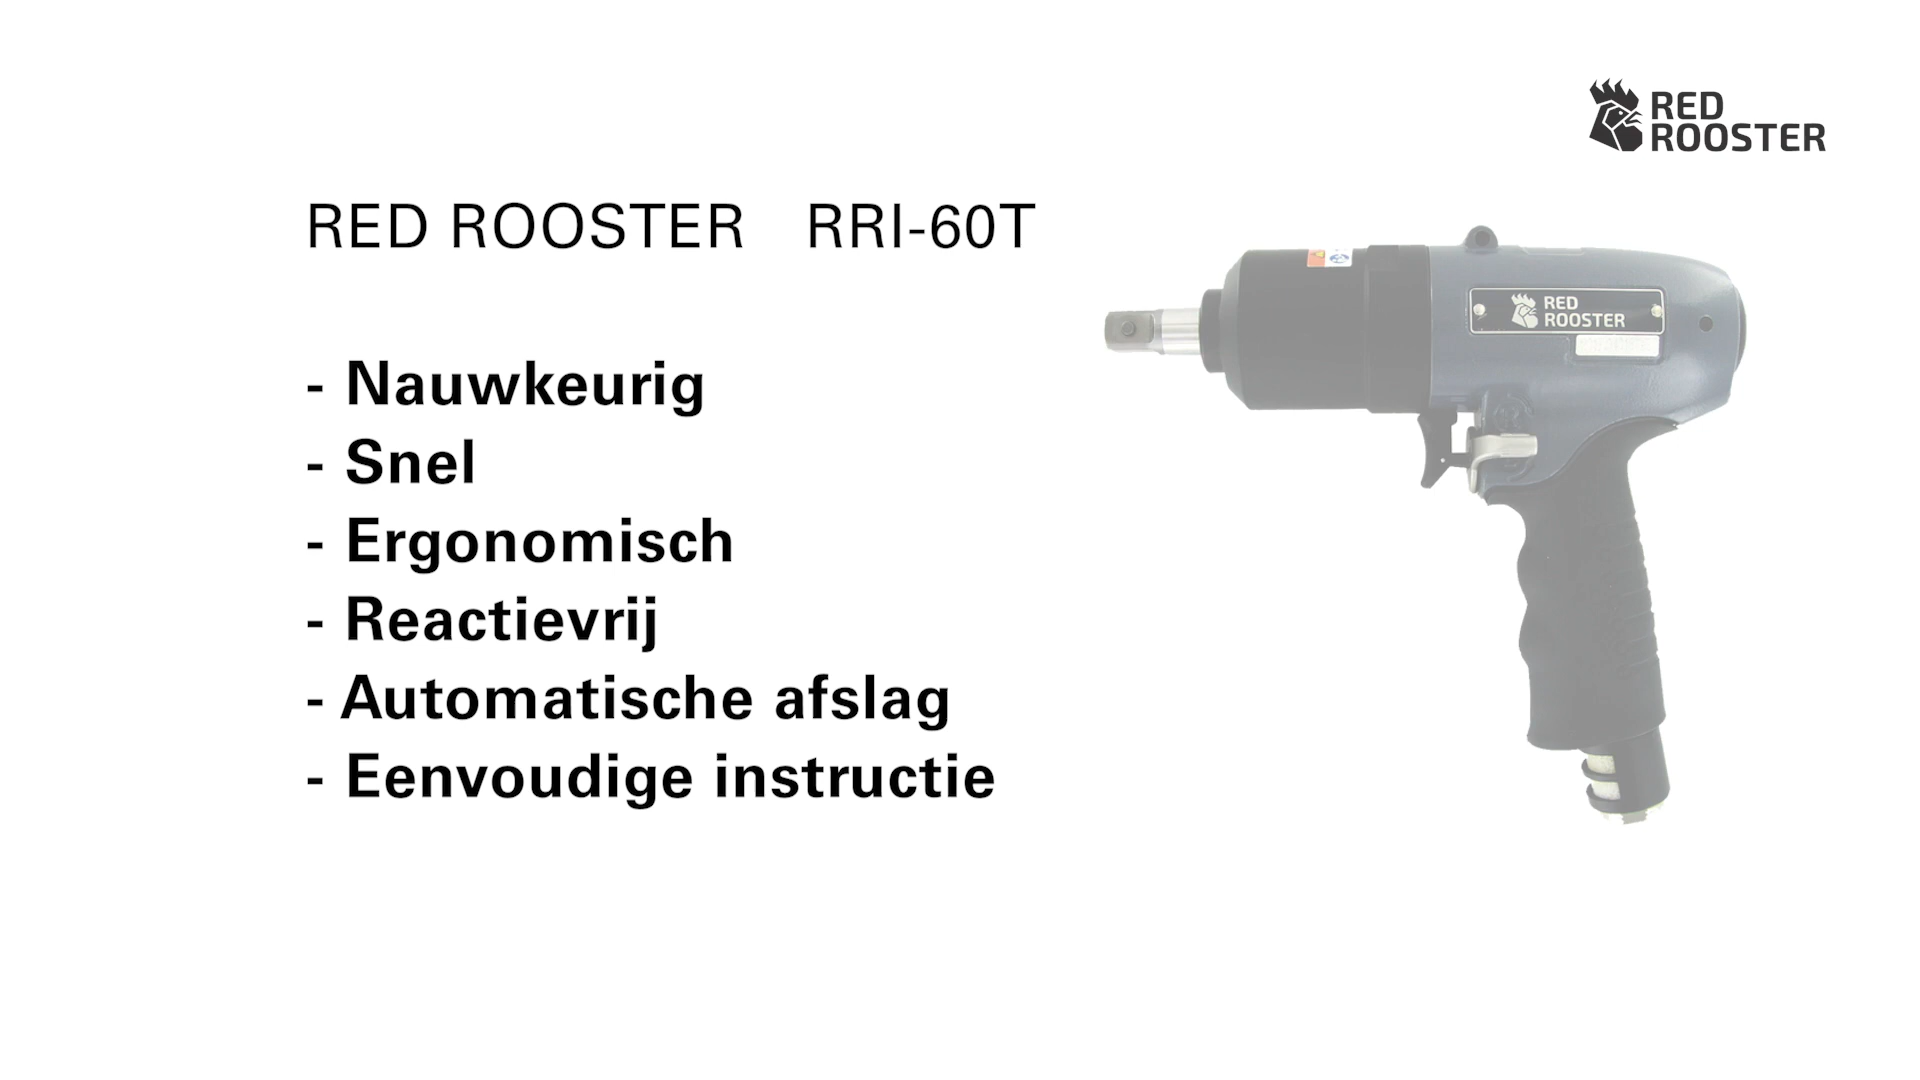 RED
ROOSTER
RED ROOSTER RRI-60T
- Nauwkeurig
- Snel
- Ergonomisch
- Reactievrij
- Automatische afslag
- Eenvoudige instructie
RED
ROOSTER